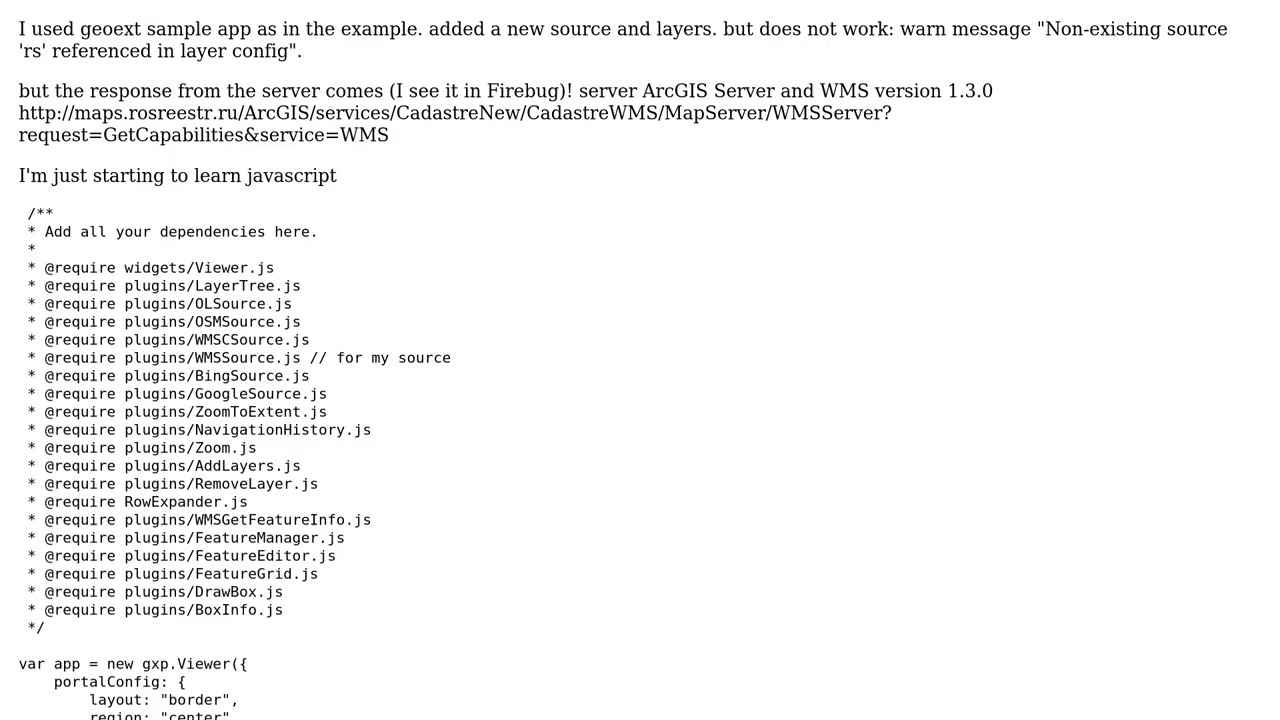 I used geoext sample app as in the example. added a new source and layers. but does not work: warn message "Non-existing source
'rs' referenced in layer config".
but the response from the server comes (I see it in Firebug)! server ArcGIS Server and WMS version 1.3.0
http://maps.rosreestr.ru/ArcGIS/services/CadastreNew/CadastreWMS/MapServer/WMSServer?
request=GetCapabilities&service=WMS
I'm just starting to learn javascript
/**
* Add all your dependencies here.
*
* @require widgets/Viewer.js
* @require plugins/LayerTree.js
* @require plugins/OLSource.js
* @require plugins/OSMSource.js
* @require plugins/WMSCSource.js
* @require plugins/WMSSource.js // for my source
* @require plugins/BingSource.js
* @require plugins/GoogleSource.js
* @require plugins/ZoomToExtent.js
* @require plugins/NavigationHistory.js
* @require plugins/Zoom.js
* @require plugins/AddLayers.js
* @require plugins/RemoveLayer.js
* @require RowExpander.js
* @require plugins/WMSGetFeatureInfo.js
* @require plugins/FeatureManager.js
* @require plugins/FeatureEditor.js
* @require plugins/FeatureGrid.js
* @require plugins/DrawBox.js
* @require plugins/BoxInfo.js
*/
var app = new gxp.Viewer({
portalConfig: {
layout: "border",
region: "center"